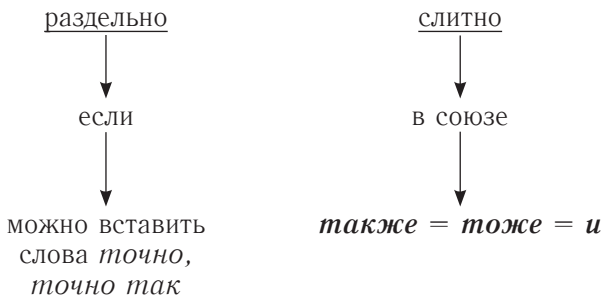 раздельно
слитно
если
в союзе
можно вставить
слова точно,
точно так
также = тоже = и